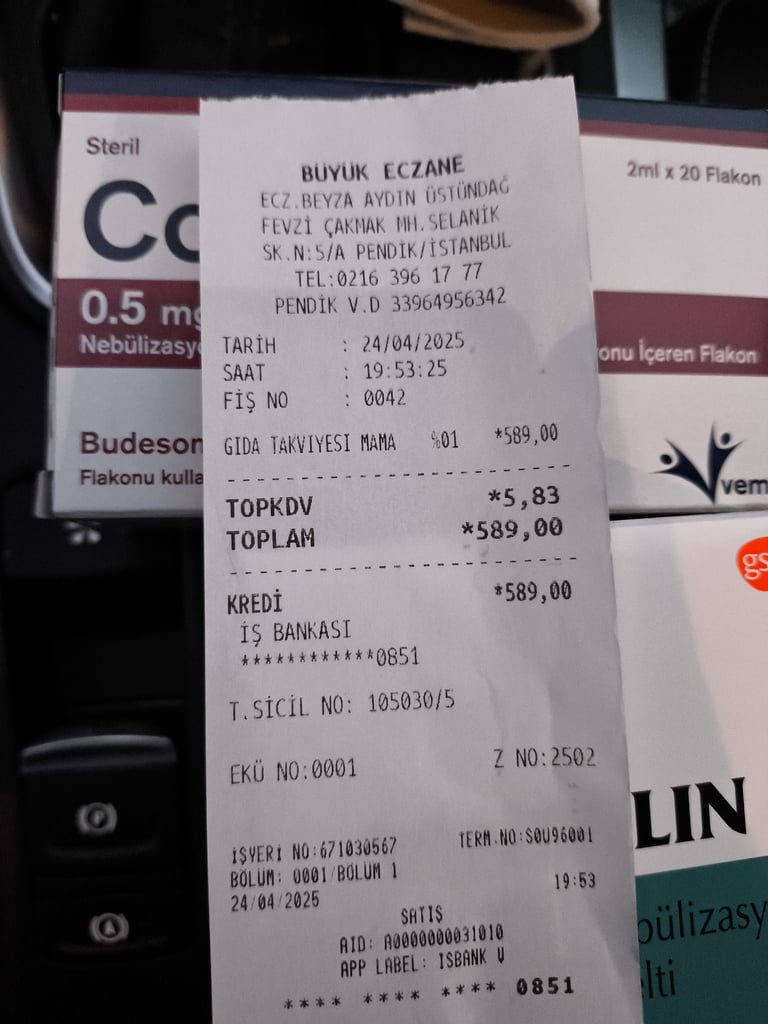 Steril
Co
0.5 mg
Nebülizasy
Budeson
Flakonu kulla
2ml x 20 Flakon
onu İçeren Flakon
vem
gs
LIN
bülizasy
elti
BÜYÜK ECZANE
ECZ.BEYZA AYDIN ÜSTÜNDAĞ
FEVZİ ÇAKMAK MH.SELANİK
SK.N:5/A PENDİK/İSTANBUL
TEL:0216 396 17 77
PENDİK V.D 33964956342
TARİH : 24/04/2025
SAAT : 19:53:25
FİŞ NO : 0042
GIDA TAKVIYESI MAMA %01 *589,00
TOPKDV *5,83
TOPLAM *589,00
KREDİ *589,00
İŞ BANKASI
************0851
T.SİCİL NO: 105030/5
EKÜ NO:0001 Z NO:2502
İŞYERİ NO:671030567 TERM.NO:S0U96001
BÖLÜM: 0001/BÖLÜM 1
24/04/2025 19:53
SATIŞ
AID: A0000000031010
APP LABEL: ISBANK V
**** **** **** 0851